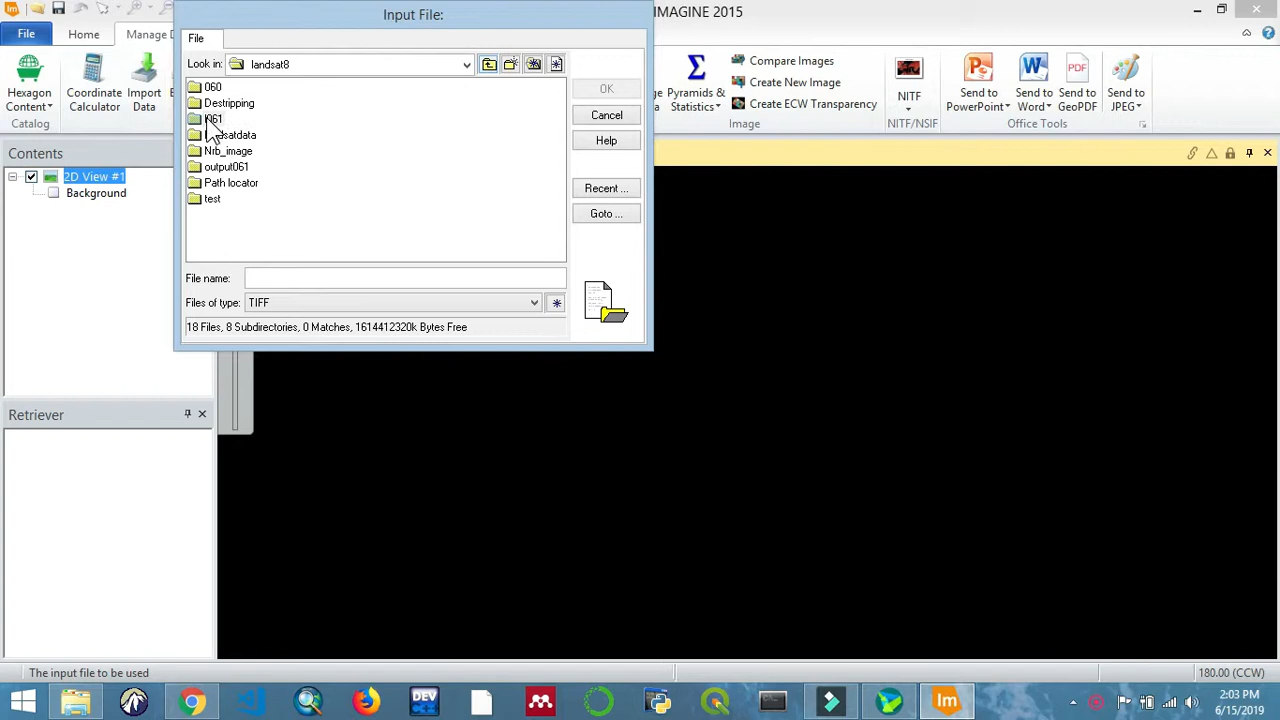 Input File:
IMAGINE 2015
File
Home
Manage D
File
Look in:
landsat8
060
Destripping
061
Nrb_image
output061
Path locator
test
OK
Cancel
Help
Recent ...
Goto ...
File name:
Files of type:
TIFF
18 Files, 8 Subdirectories, 0 Matches, 1614412320k Bytes Free
Hexagon
Content
Coordinate
Calculator
Import
Data
Catalog
Pyramids &
Statistics
Compare Images
Create New Image
Create ECW Transparency
Image
NITF
NITF/NSIF
Send to
PowerPoint
Send to
Word
PDF
Send to
GeoPDF
Send to
JPEG
Office Tools
Contents
2D View #1
Background
Retriever
The input file to be used
180.00 (CCW)
DEV
2:03 PM
6/15/2019